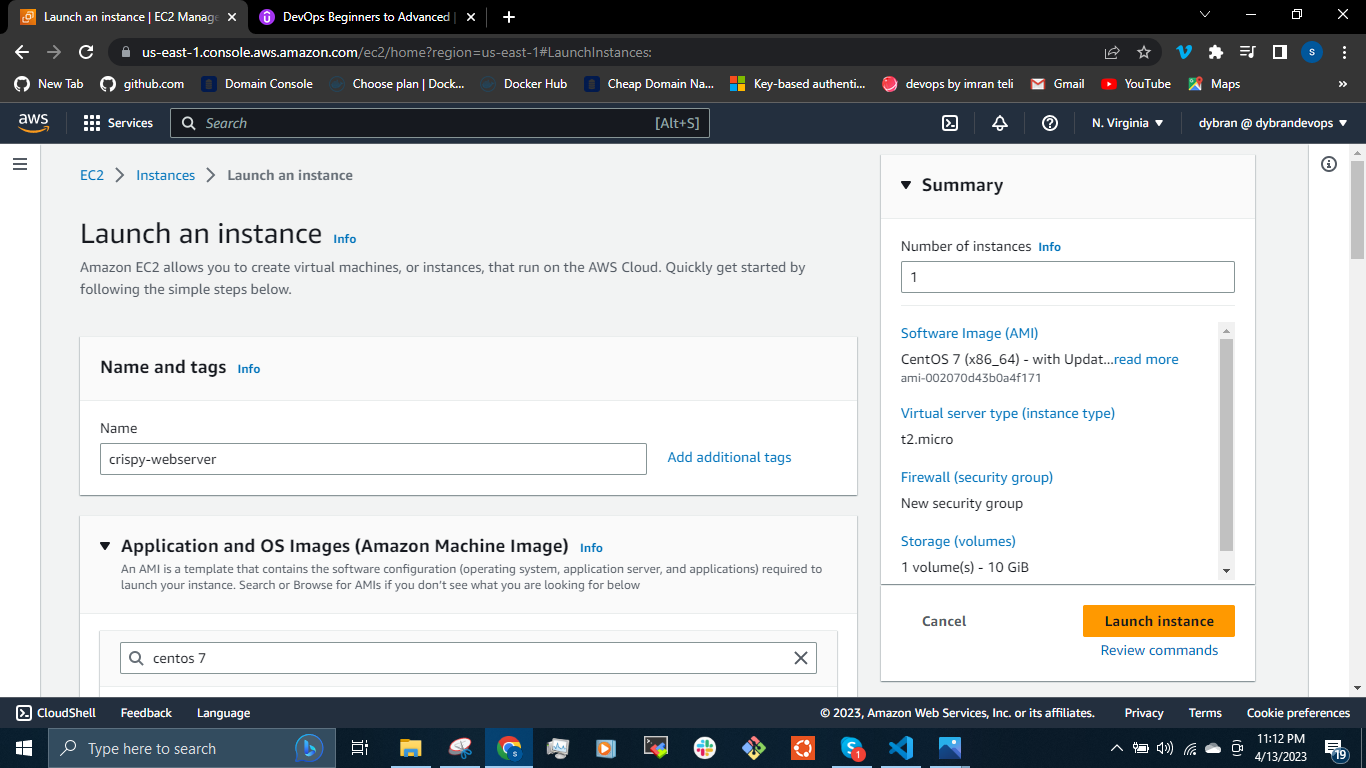 Launch an instance | EC2 Manage
DevOps Beginners to Advanced |
us-east-1.console.aws.amazon.com/ec2/home?region=us-east-1#LaunchInstances:
S
New Tab
github.com
Domain Console
Choose plan | Dock...
Docker Hub
Cheap Domain Na...
Key-based authenti...
devops by imran teli
Gmail
YouTube
Maps
»
aws
Services
Search
[Alt+S]
N. Virginia
dybran @ dybrandevops
EC2
Instances
Launch an instance
Launch an instance Info
Amazon EC2 allows you to create virtual machines, or instances, that run on the AWS Cloud. Quickly get started by
following the simple steps below.
Name and tags Info
Name
crispy-webserver
Add additional tags
Application and OS Images (Amazon Machine Image) Info
An AMI is a template that contains the software configuration (operating system, application server, and applications) required to
launch your instance. Search or Browse for AMIs if you don’t see what you are looking for below
centos 7
Summary
Number of instances Info
1
Software Image (AMI)
CentOS 7 (x86_64) - with Updat...read more
ami-002070d43b0a4f171
Virtual server type (instance type)
t2.micro
Firewall (security group)
New security group
Storage (volumes)
1 volume(s) - 10 GiB
Cancel
Launch instance
Review commands
CloudShell
Feedback
Language
© 2023, Amazon Web Services, Inc. or its affiliates.
Privacy
Terms
Cookie preferences
Type here to search
1
11:12 PM
4/13/2023
19